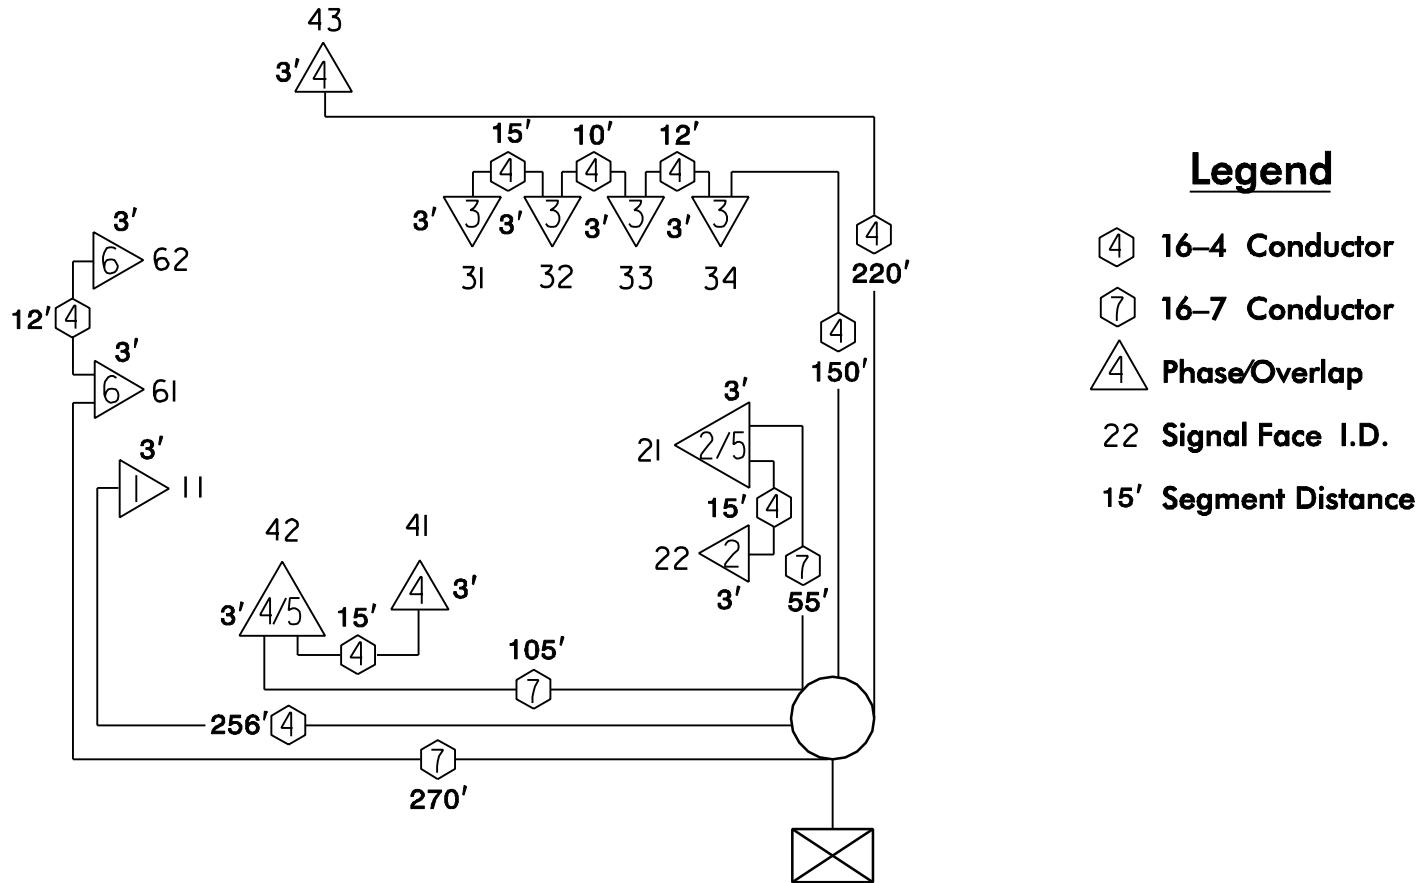 43
3′
4
15′ 10′ 12′
4 4 4
3′ 3 3′ 3 3′ 3 3′ 3
31 32 33 34
4
220′
4
150′
3′
6 62
12′ 4
3′
6 61
3′
1 11
3′
21 2/5
15′ 4
22 2
3′
7
55′
42 41
3′ 4/5 15′ 4 3′
4
105′
7
256′ 4
7
270′
Legend
4 16–4 Conductor
7 16–7 Conductor
4 Phase/Overlap
22 Signal Face I.D.
15′ Segment Distance